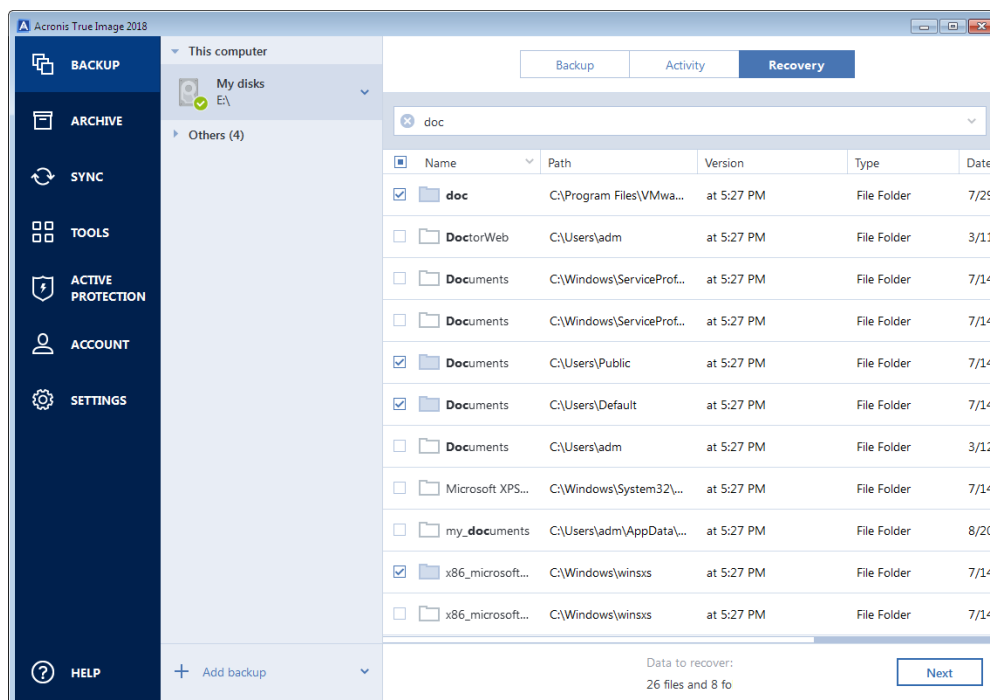 Acronis True Image 2018
BACKUP
ARCHIVE
SYNC
TOOLS
ACTIVE
PROTECTION
ACCOUNT
SETTINGS
HELP
This computer
My disks
E:\
Others (4)
Add backup
Backup Activity Recovery
doc
Name Path Version Type Date
doc C:\Program Files\VMwa... at 5:27 PM File Folder 7/29
DoctorWeb C:\Users\adm at 5:27 PM File Folder 3/11
Documents C:\Windows\ServiceProf... at 5:27 PM File Folder 7/14
Documents C:\Windows\ServiceProf... at 5:27 PM File Folder 7/14
Documents C:\Users\Public at 5:27 PM File Folder 7/14
Documents C:\Users\Default at 5:27 PM File Folder 7/14
Documents C:\Users\adm at 5:27 PM File Folder 3/12
Microsoft XPS... C:\Windows\System32\... at 5:27 PM File Folder 7/14
my_documents C:\Users\adm\AppData\... at 5:27 PM File Folder 8/20
x86_microsoft... C:\Windows\winsxs at 5:27 PM File Folder 7/14
x86_microsoft... C:\Windows\winsxs at 5:27 PM File Folder 7/14
Data to recover:
26 files and 8 fo
Next